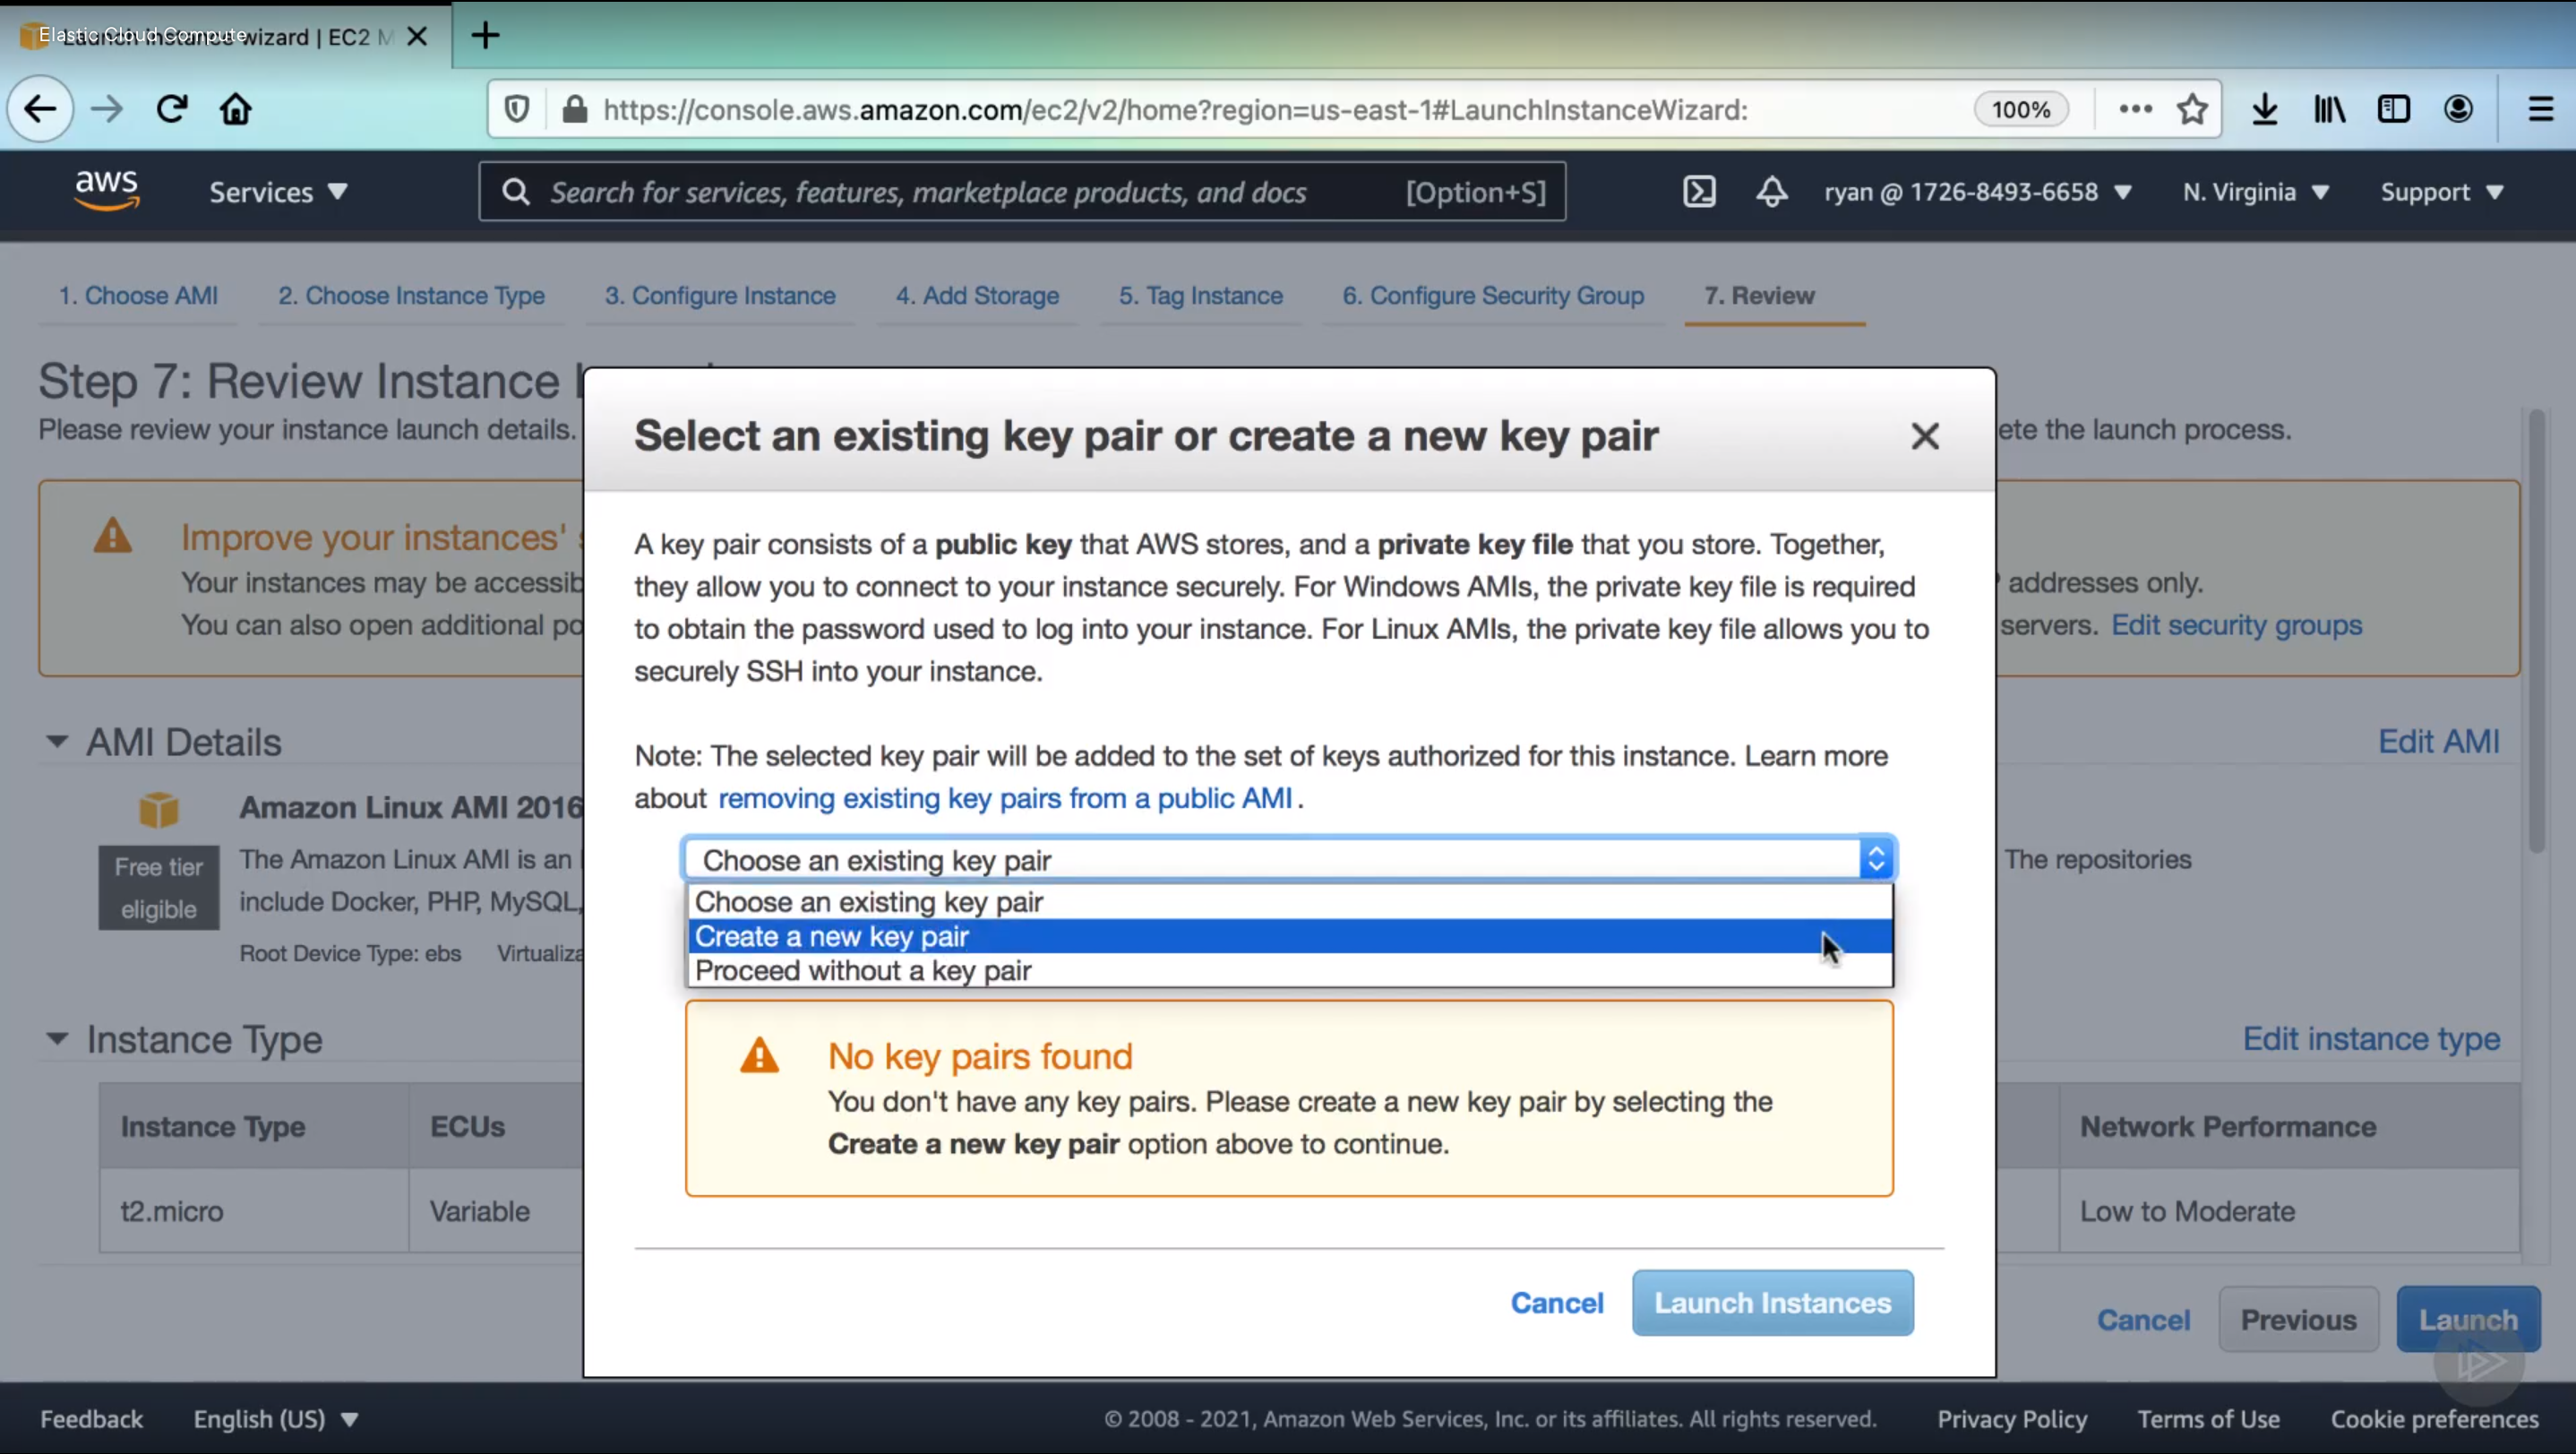 Elastic Cloud Compute
Launch instance wizard | EC2 M
https://console.aws.amazon.com/ec2/v2/home?region=us-east-1#LaunchInstanceWizard:
100%
aws
Services
Search for services, features, marketplace products, and docs
[Option+S]
ryan @ 1726-8493-6658
N. Virginia
Support
1. Choose AMI
2. Choose Instance Type
3. Configure Instance
4. Add Storage
5. Tag Instance
6. Configure Security Group
7. Review
Step 7: Review Instance
Please review your instance launch details.
ete the launch process.
Improve your instances'
Your instances may be accessib
addresses only.
You can also open additional po
servers. Edit security groups
AMI Details
Edit AMI
Amazon Linux AMI 2016
Free tier
eligible
The Amazon Linux AMI is an
The repositories
include Docker, PHP, MySQL,
Root Device Type: ebs
Virtualiza
Instance Type
Edit instance type
Instance Type
ECUs
Network Performance
t2.micro
Variable
Low to Moderate
Select an existing key pair or create a new key pair
A key pair consists of a public key that AWS stores, and a private key file that you store. Together,
they allow you to connect to your instance securely. For Windows AMIs, the private key file is required
to obtain the password used to log into your instance. For Linux AMIs, the private key file allows you to
securely SSH into your instance.
Note: The selected key pair will be added to the set of keys authorized for this instance. Learn more
about removing existing key pairs from a public AMI .
Choose an existing key pair
Choose an existing key pair
Create a new key pair
Proceed without a key pair
No key pairs found
You don't have any key pairs. Please create a new key pair by selecting the
Create a new key pair option above to continue.
Cancel
Launch Instances
Cancel
Previous
Launch
Feedback
English (US)
© 2008 - 2021, Amazon Web Services, Inc. or its affiliates. All rights reserved.
Privacy Policy
Terms of Use
Cookie preferences